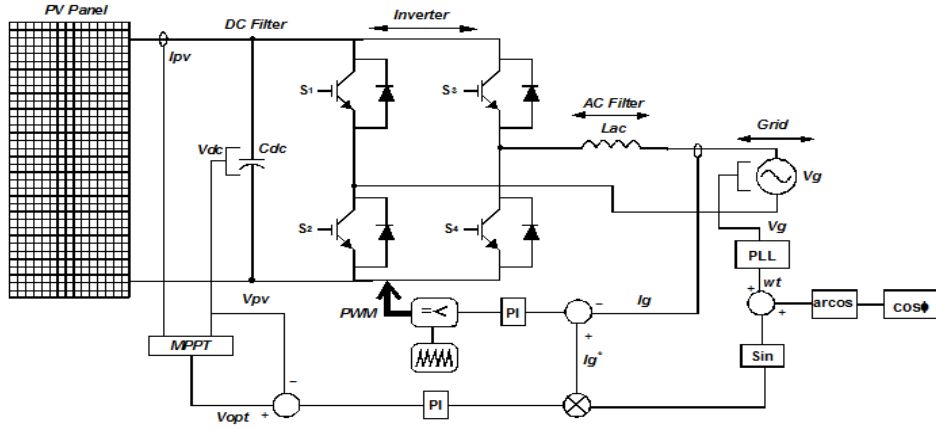 PV Panel
DC Filter
Inverter
Ipv
S1
S3
AC Filter
Lac
Grid
Vdc
Cdc
Vg
S2
S4
Vg
PLL
Vpv
PWM
=<
PI
Ig
wt
+
+
arcos
cosϕ
−
+
MPPT
Ig*
Sin
−
Vopt
+
PI